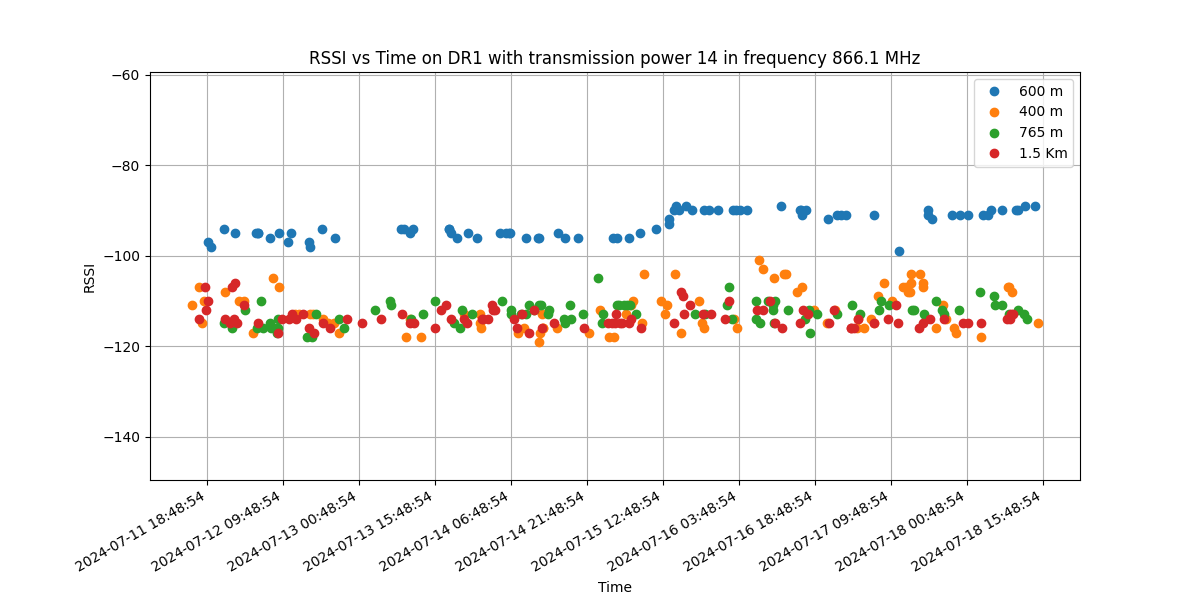 RSSI vs Time on DR1 with transmission power 14 in frequency 866.1 MHz
600 m
400 m
765 m
1.5 Km
RSSI
−60
−80
−100
−120
−140
2024-07-11 18:48:54
2024-07-12 09:48:54
2024-07-13 00:48:54
2024-07-13 15:48:54
2024-07-14 06:48:54
2024-07-14 21:48:54
2024-07-15 12:48:54
2024-07-16 03:48:54
2024-07-16 18:48:54
2024-07-17 09:48:54
2024-07-18 00:48:54
2024-07-18 15:48:54
Time